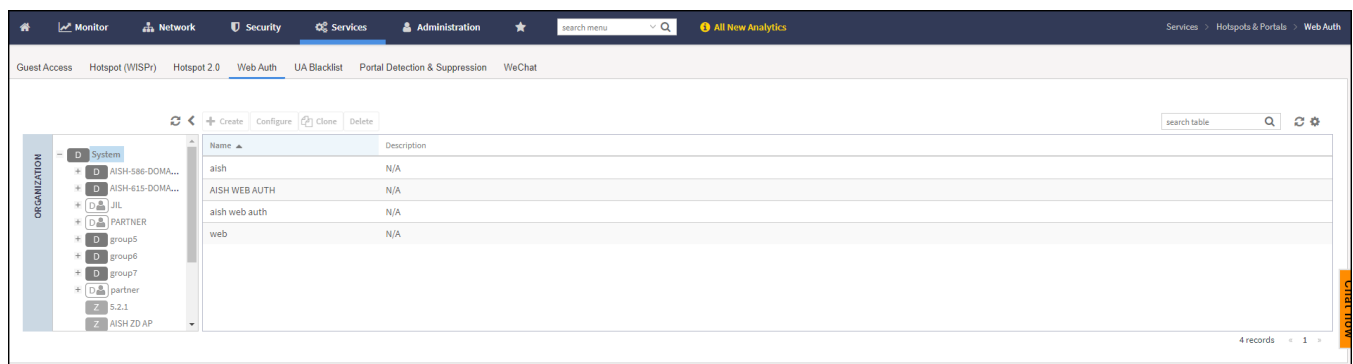 Monitor Network Security Services Administration search menu All New Analytics Services > Hotspots & Portals > Web Auth
Guest Access Hotspot (WISPr) Hotspot 2.0 Web Auth UA Blacklist Portal Detection & Suppression WeChat
+ Create Configure Clone Delete search table
ORGANIZATION
− D System
+ D AISH-586-DOMA...
+ D AISH-615-DOMA...
+ D JIL
+ D PARTNER
+ D group5
+ D group6
+ D group7
+ D partner
Z 5.2.1
Z AISH ZD AP
Name Description
aish N/A
AISH WEB AUTH N/A
aish web auth N/A
web N/A
4 records « 1 »
Chat now